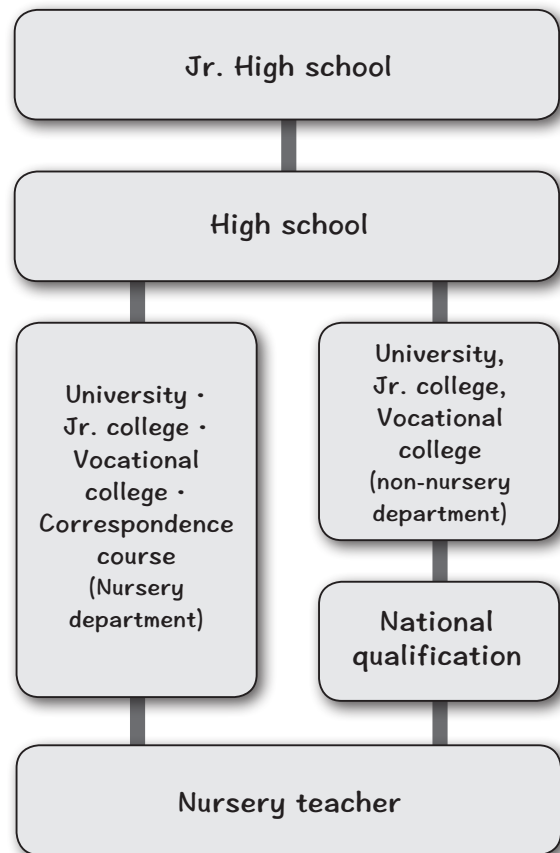 Jr. High school
High school
University ·
Jr. college ·
Vocational
college ·
Correspondence
course
(Nursery
department)
University,
Jr. college,
Vocational
college
(non-nursery
department)
National
qualification
Nursery teacher